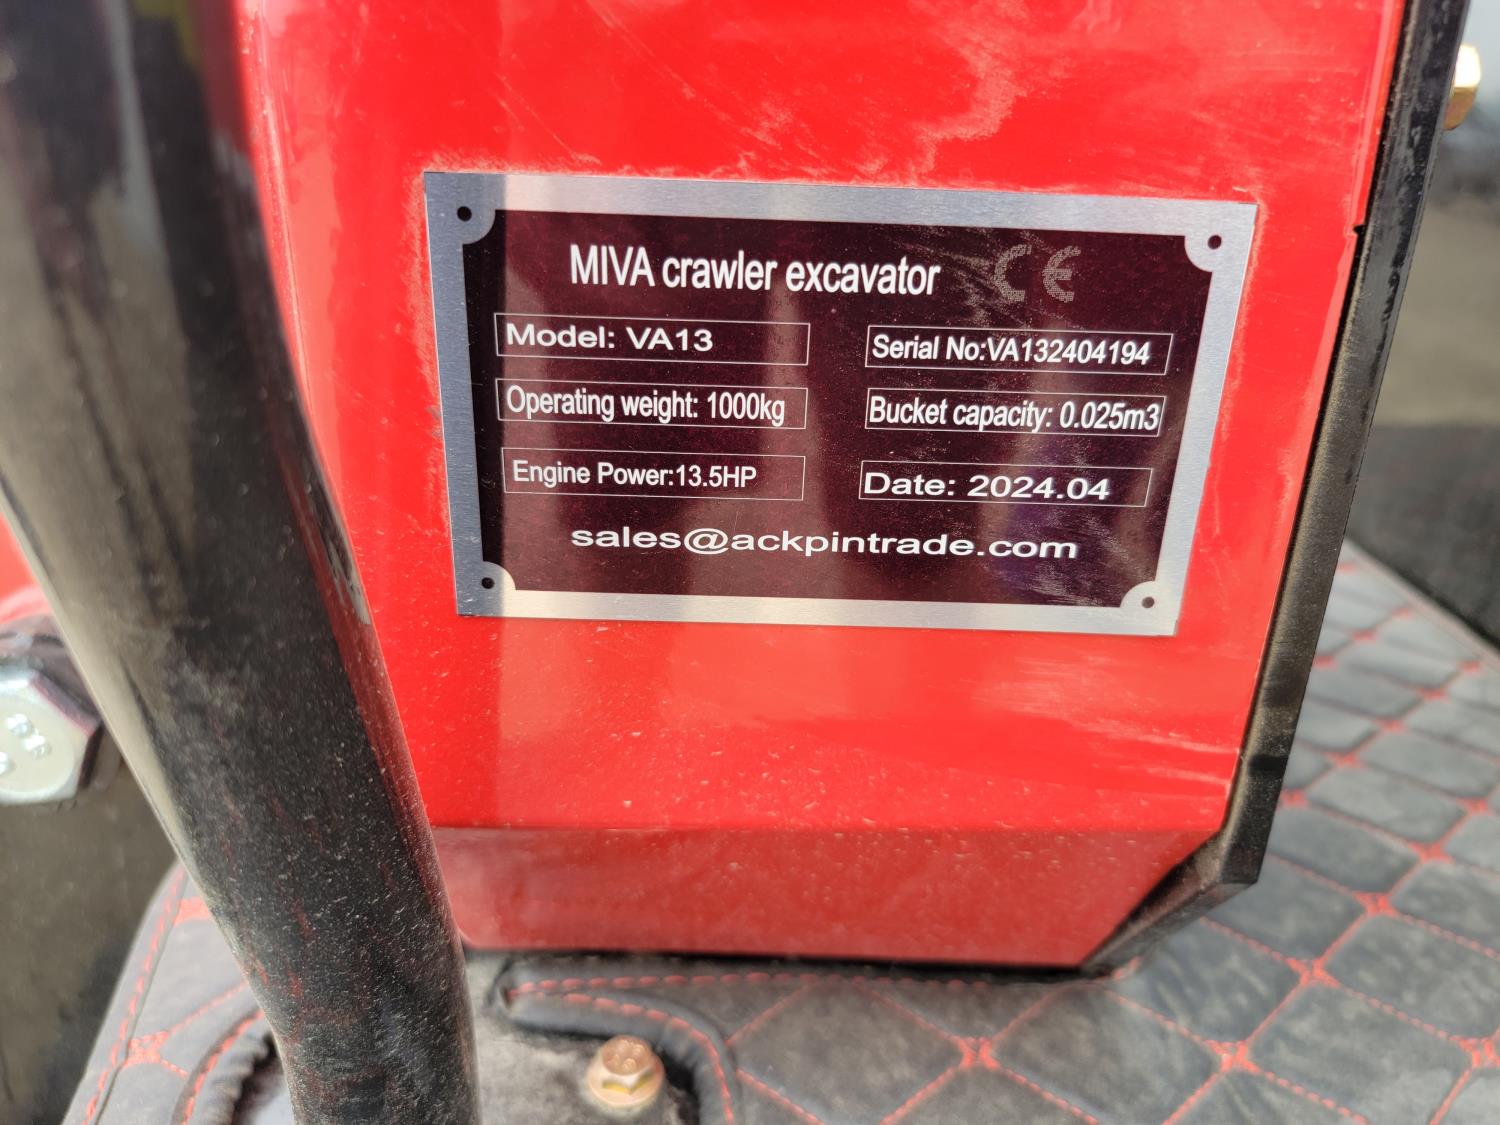 MIVA crawler excavator CE
Model: VA13
Serial No:VA132404194
Operating weight: 1000kg
Bucket capacity: 0.025m3
Engine Power:13.5HP
Date: 2024.04
sales@ackpintrade.com